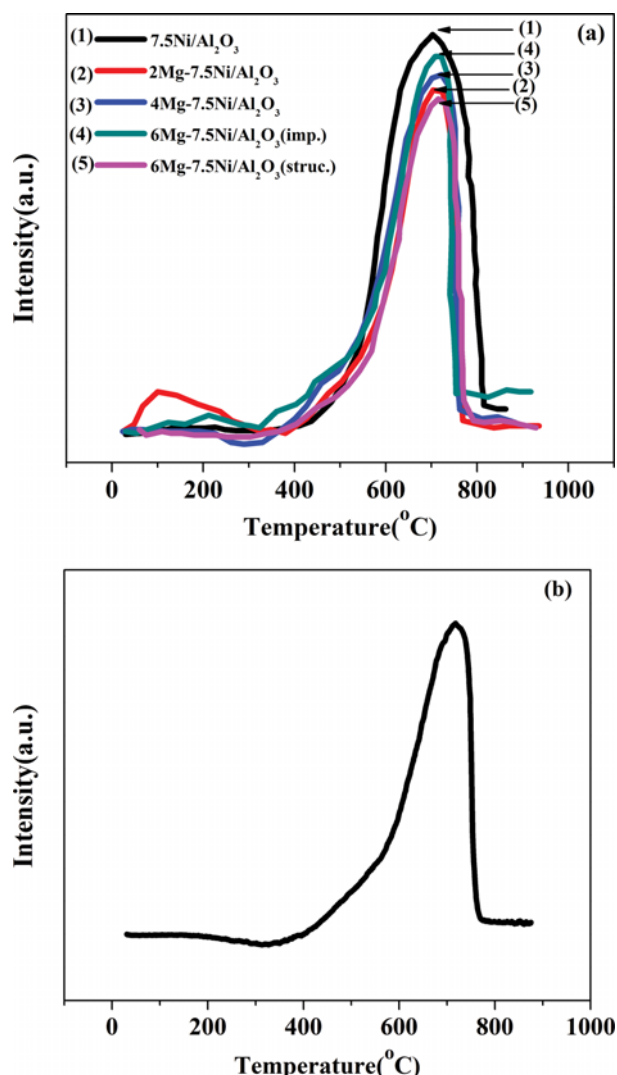 (a)
(1) 7.5Ni/Al₂O₃
(2) 2Mg-7.5Ni/Al₂O₃
(3) 4Mg-7.5Ni/Al₂O₃
(4) 6Mg-7.5Ni/Al₂O₃(imp.)
(5) 6Mg-7.5Ni/Al₂O₃(struc.)
(1)
(4)
(3)
(2)
(5)
Intensity(a.u.)
0 200 400 600 800 1000
Temperature(°C)
(b)
Intensity(a.u.)
0 200 400 600 800 1000
Temperature(°C)